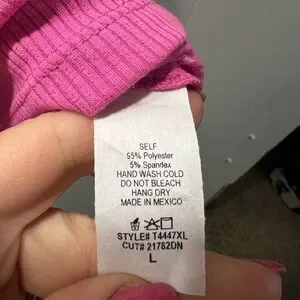 SELF
95% Polyester
5% Spandex
HAND WASH COLD
DO NOT BLEACH
HANG DRY
MADE IN MEXICO
STYLE# T4447XL
CUT# 21782DN
L